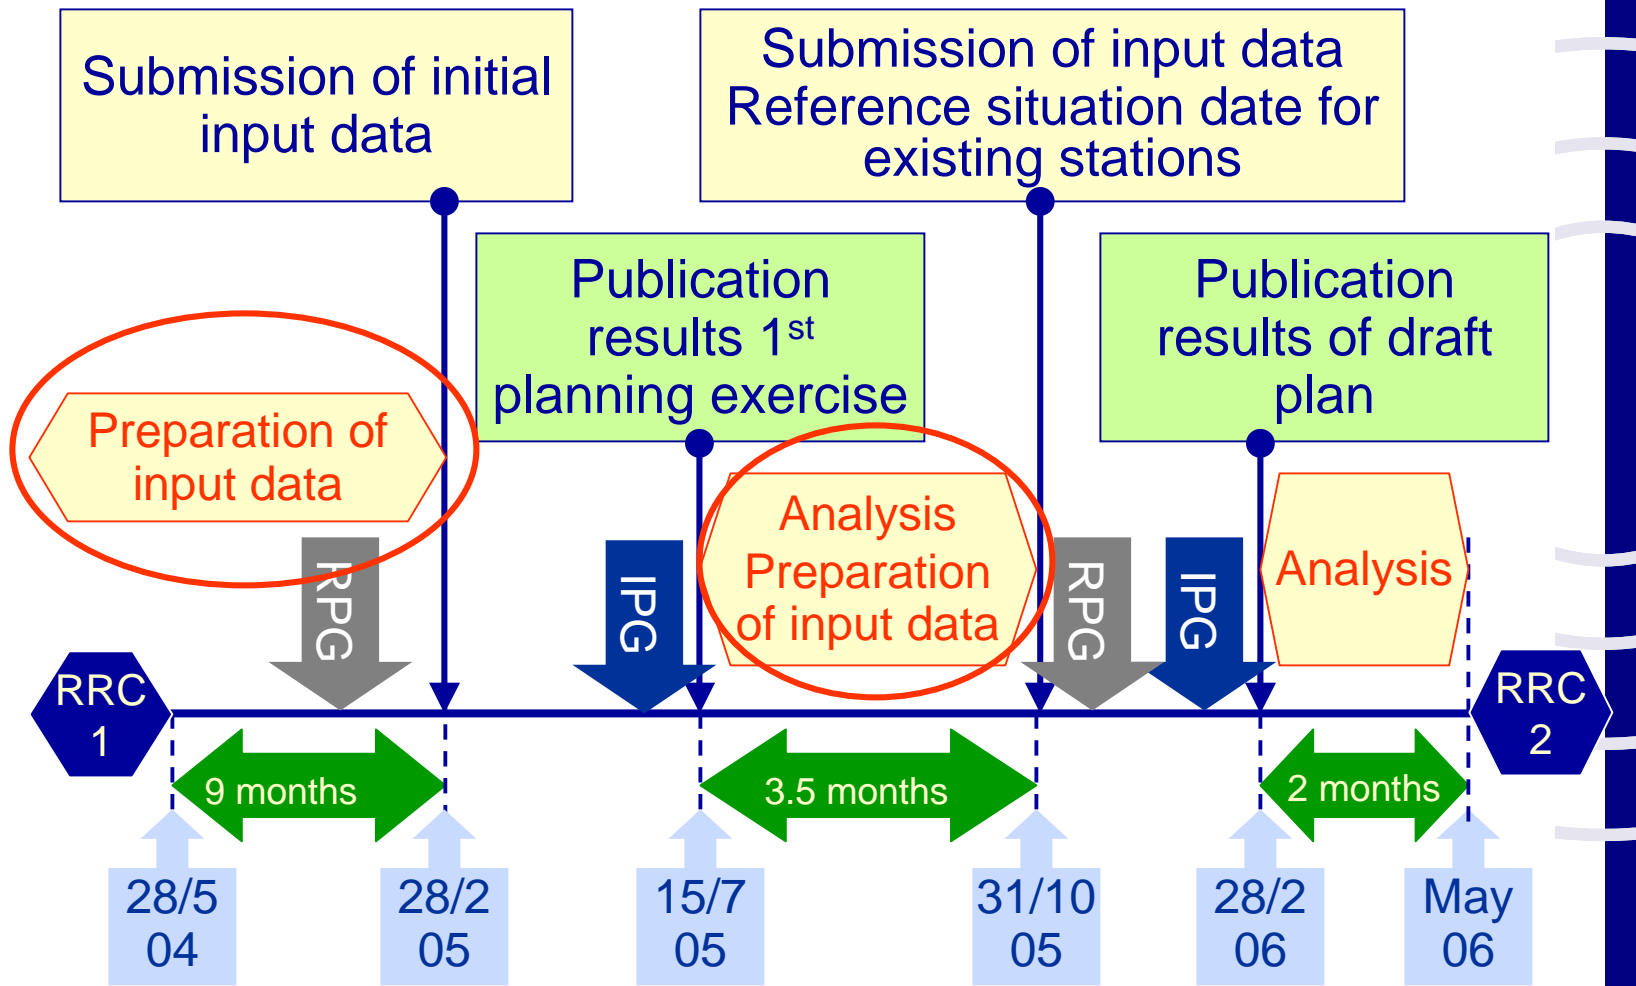 Submission of initial
input data
Submission of input data
Reference situation date for
existing stations
Publication
results 1st
planning exercise
Publication
results of draft
plan
Preparation of
input data
Analysis
Preparation
of input data
Analysis
RPG
IPG
RPG
IPG
RRC
1
RRC
2
9 months
3.5 months
2 months
28/5
04
28/2
05
15/7
05
31/10
05
28/2
06
May
06